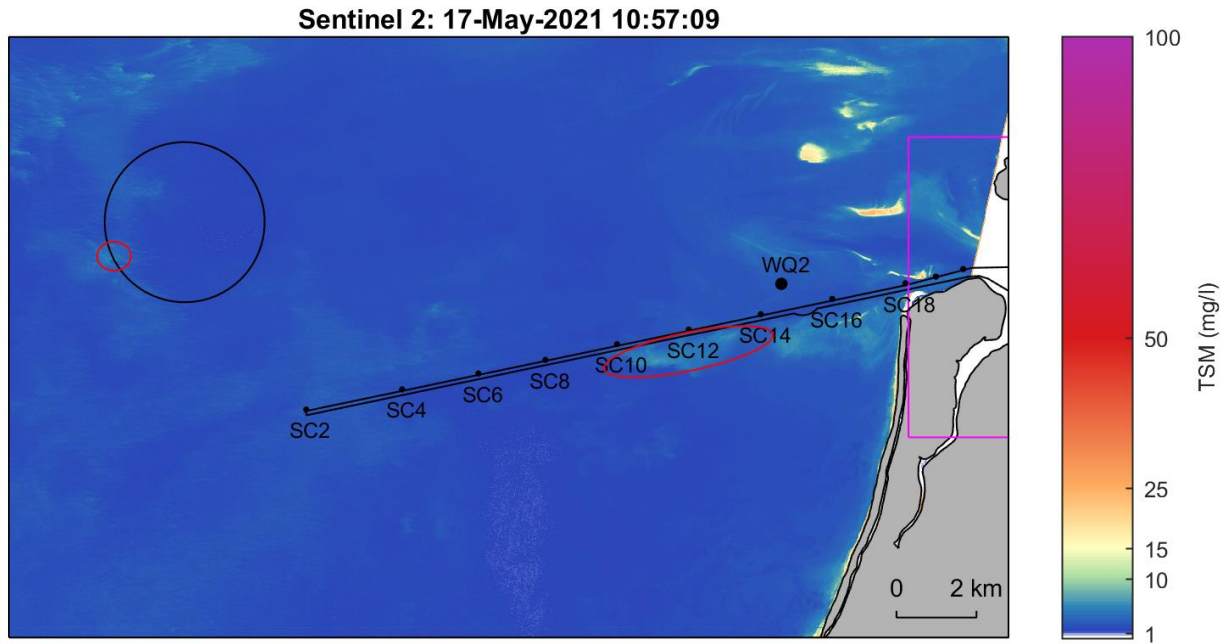 Sentinel 2: 17-May-2021 10:57:09
100
WQ2
SC18
SC16
SC14
SC12
SC10
SC8
SC6
SC4
SC2
50
25
15
10
1
TSM (mg/l)
0 2 km